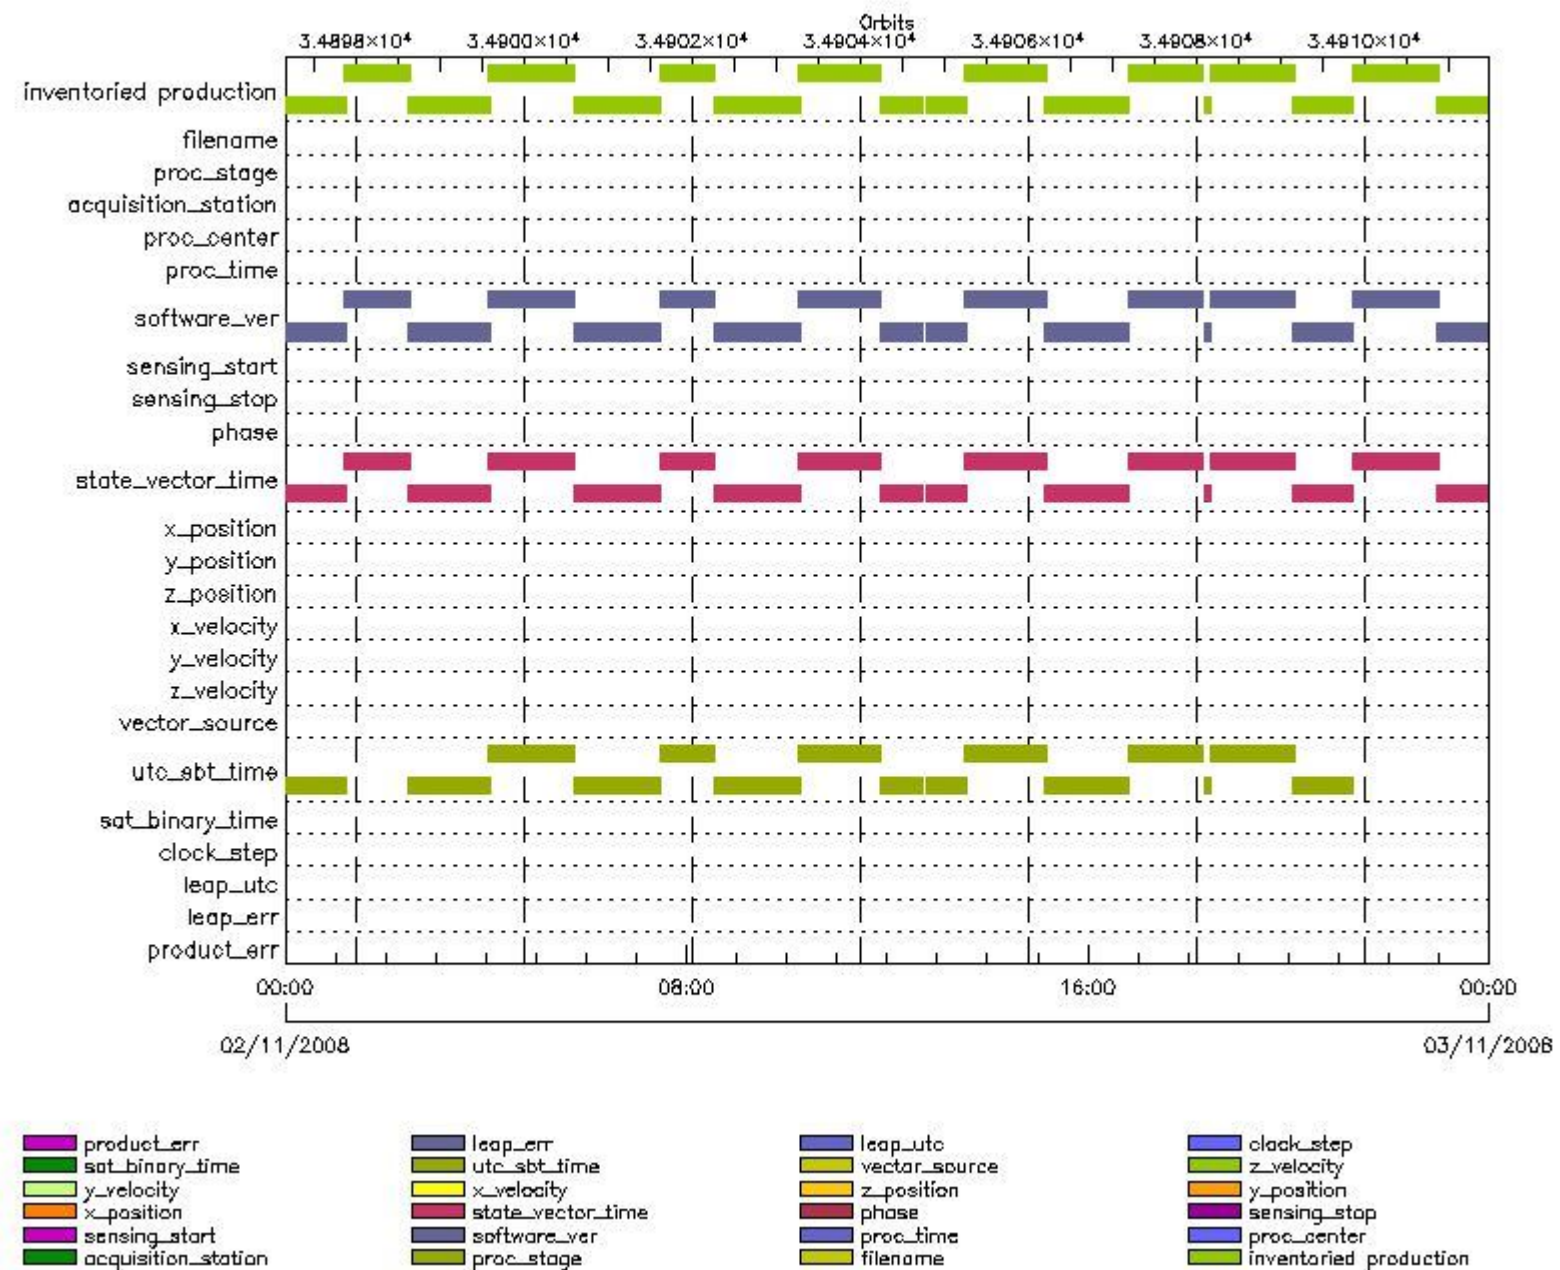 Orbits
3.4898×10⁴ 3.4900×10⁴ 3.4902×10⁴ 3.4904×10⁴ 3.4906×10⁴ 3.4908×10⁴ 3.4910×10⁴
inventoried production
filename
proc_stage
acquisition_station
proc_center
proc_time
software_ver
sensing_start
sensing_stop
phase
state_vector_time
x_position
y_position
z_position
x_velocity
y_velocity
z_velocity
vector_source
utc_sbt_time
sat_binary_time
clock_step
leap_utc
leap_err
product_err
00:00 08:00 16:00 00:00
02/11/2008 03/11/2008
product_err leap_err leap_utc clock_step
sat_binary_time utc_sbt_time vector_source z_velocity
y_velocity x_velocity z_position y_position
x_position state_vector_time phase sensing_stop
sensing_start software_ver proc_time proc_center
acquisition_station proc_stage filename inventoried production